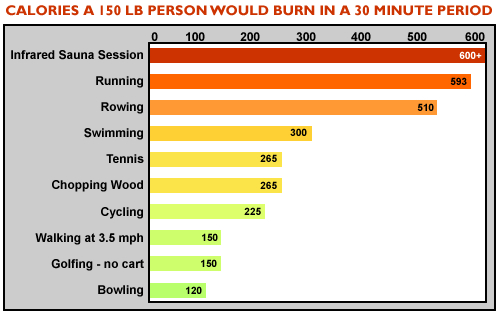 CALORIES A 150 LB PERSON WOULD BURN IN A 30 MINUTE PERIOD
0 100 200 300 400 500 600
Infrared Sauna Session 600+
Running 593
Rowing 510
Swimming 300
Tennis 265
Chopping Wood 265
Cycling 225
Walking at 3.5 mph 150
Golfing - no cart 150
Bowling 120